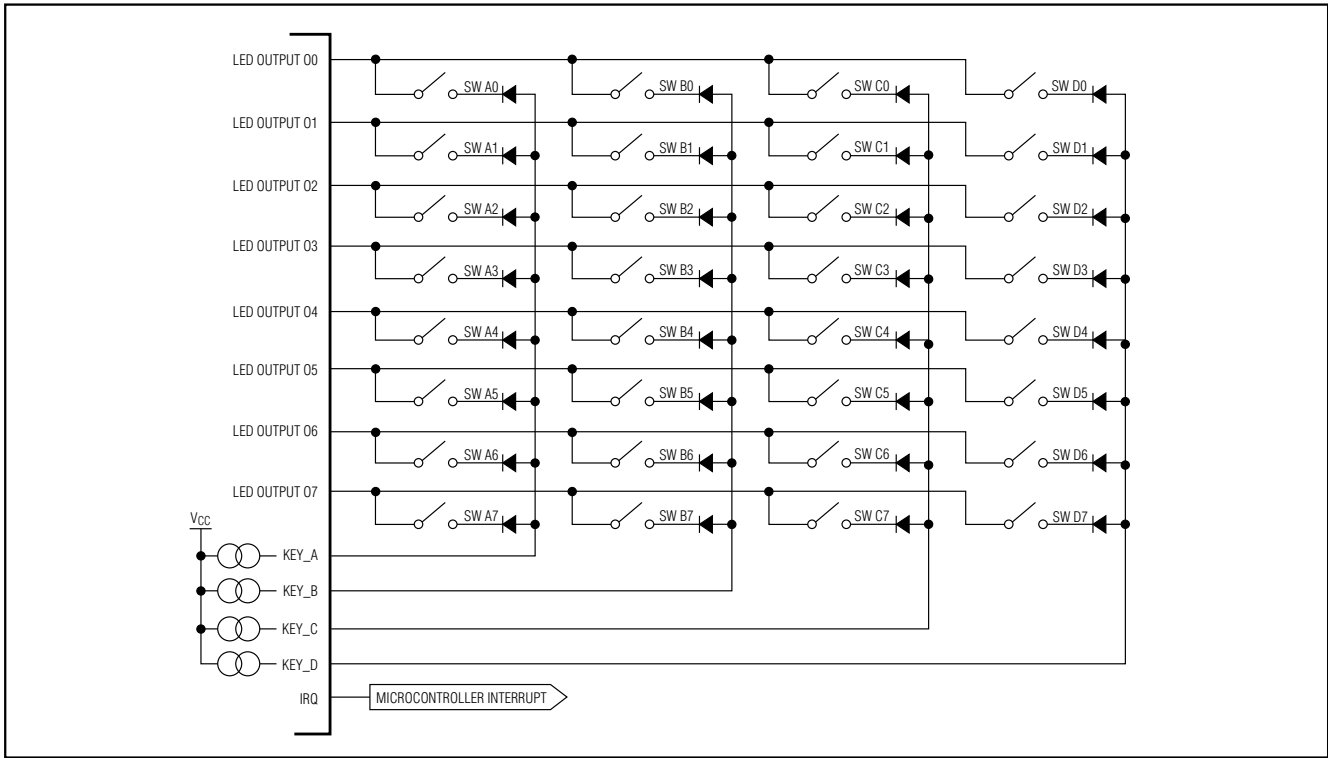 LED OUTPUT O0
SW A0 SW B0 SW C0 SW D0
LED OUTPUT O1
SW A1 SW B1 SW C1 SW D1
LED OUTPUT O2
SW A2 SW B2 SW C2 SW D2
LED OUTPUT O3
SW A3 SW B3 SW C3 SW D3
LED OUTPUT O4
SW A4 SW B4 SW C4 SW D4
LED OUTPUT O5
SW A5 SW B5 SW C5 SW D5
LED OUTPUT O6
SW A6 SW B6 SW C6 SW D6
LED OUTPUT O7
SW A7 SW B7 SW C7 SW D7
VCC
KEY_A
KEY_B
KEY_C
KEY_D
IRQ MICROCONTROLLER INTERRUPT